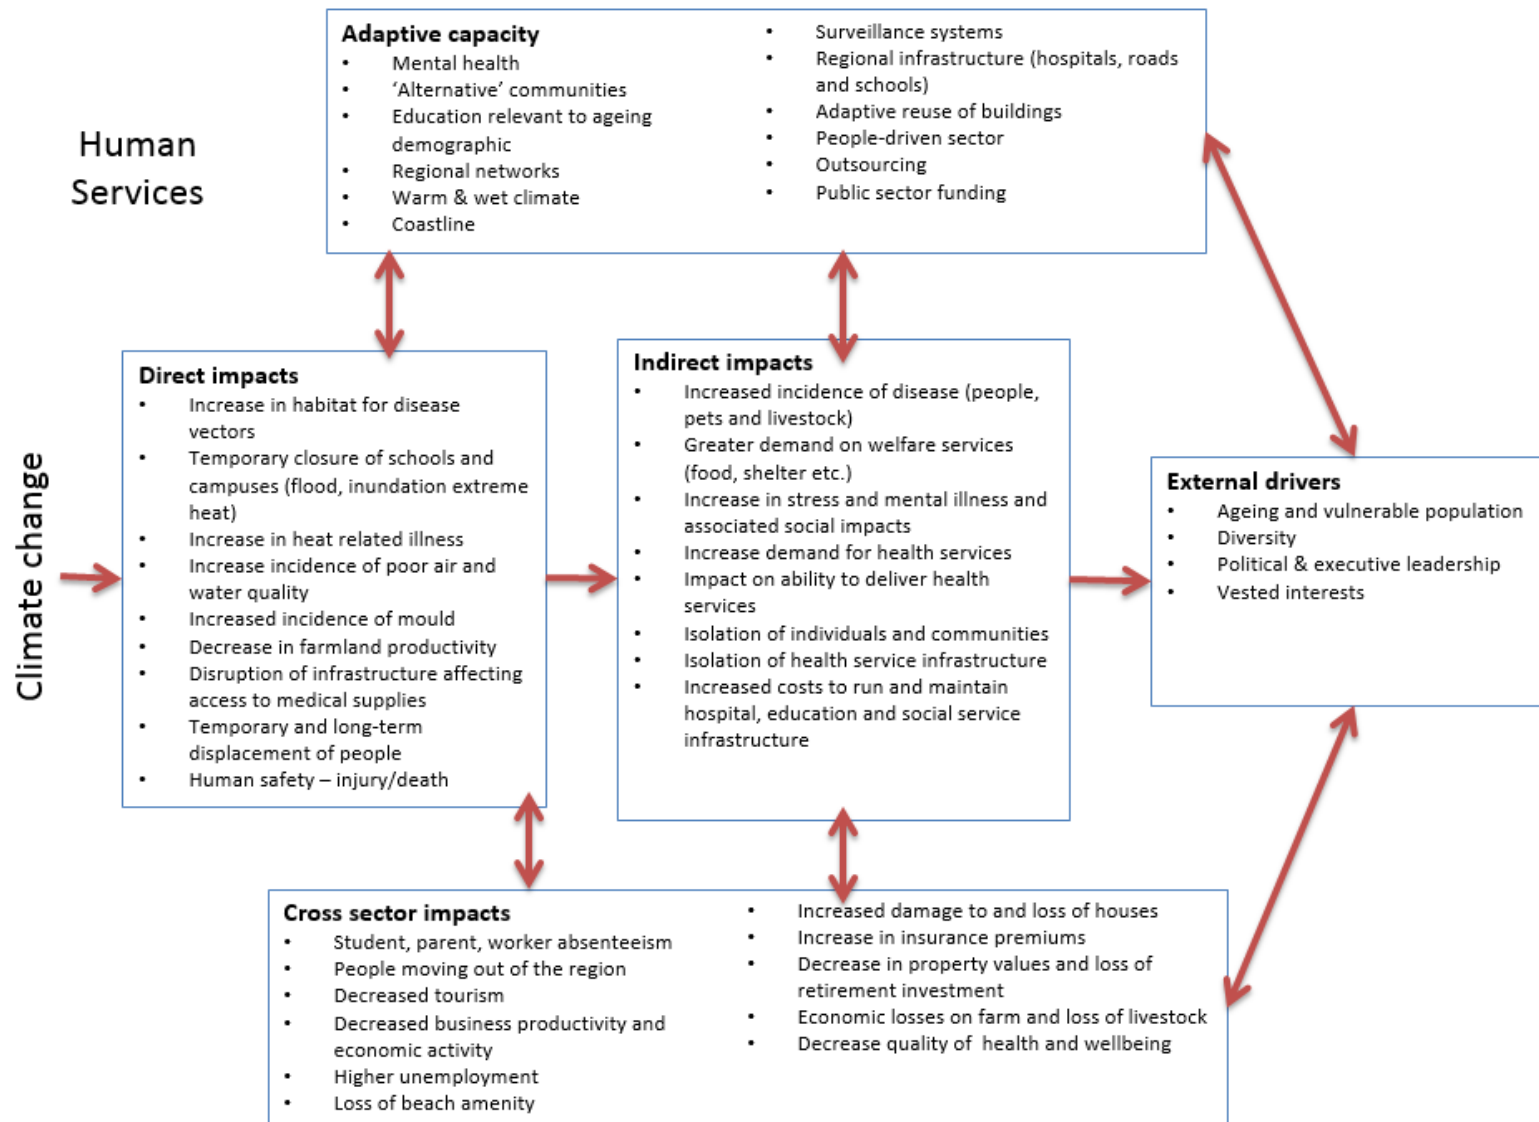 Human
Services
Climate change
Adaptive capacity
• Mental health
• ‘Alternative’ communities
• Education relevant to ageing
demographic
• Regional networks
• Warm & wet climate
• Coastline
• Surveillance systems
• Regional infrastructure (hospitals, roads
and schools)
• Adaptive reuse of buildings
• People-driven sector
• Outsourcing
• Public sector funding
Direct impacts
• Increase in habitat for disease
vectors
• Temporary closure of schools and
campuses (flood, inundation extreme
heat)
• Increase in heat related illness
• Increase incidence of poor air and
water quality
• Increased incidence of mould
• Decrease in farmland productivity
• Disruption of infrastructure affecting
access to medical supplies
• Temporary and long-term
displacement of people
• Human safety – injury/death
Indirect impacts
• Increased incidence of disease (people,
pets and livestock)
• Greater demand on welfare services
(food, shelter etc.)
• Increase in stress and mental illness and
associated social impacts
• Increase demand for health services
• Impact on ability to deliver health
services
• Isolation of individuals and communities
• Isolation of health service infrastructure
• Increased costs to run and maintain
hospital, education and social service
infrastructure
External drivers
• Ageing and vulnerable population
• Diversity
• Political & executive leadership
• Vested interests
Cross sector impacts
• Student, parent, worker absenteeism
• People moving out of the region
• Decreased tourism
• Decreased business productivity and
economic activity
• Higher unemployment
• Loss of beach amenity
• Increased damage to and loss of houses
• Increase in insurance premiums
• Decrease in property values and loss of
retirement investment
• Economic losses on farm and loss of livestock
• Decrease quality of health and wellbeing